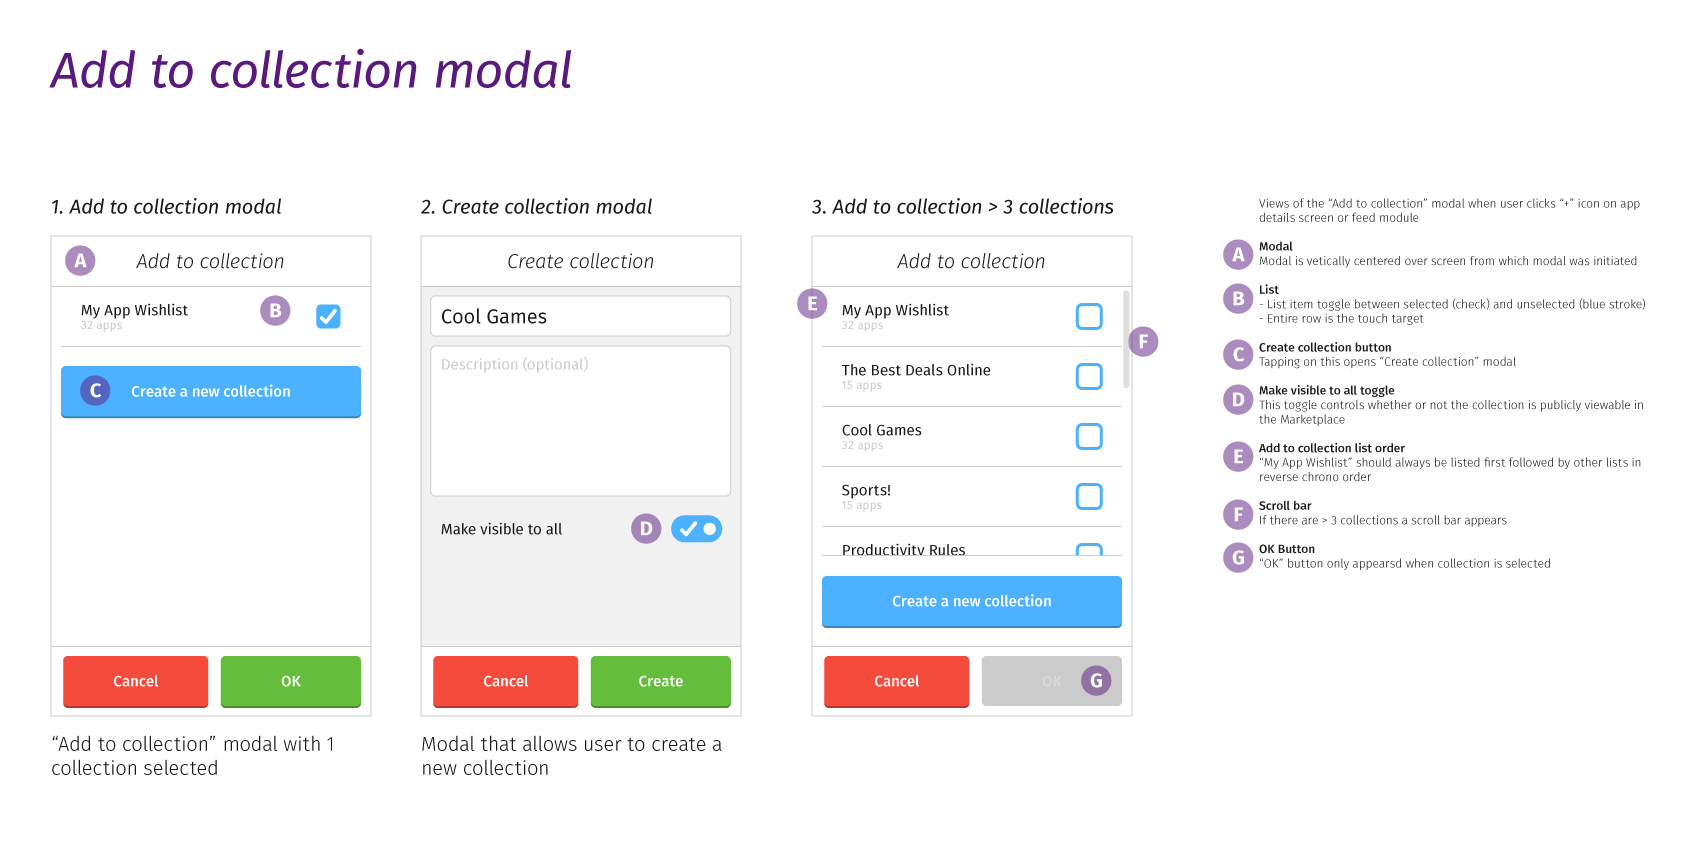 Add to collection modal
1. Add to collection modal
A
Add to collection
My App Wishlist
32 apps
B
C
Create a new collection
Cancel
OK
“Add to collection” modal with 1
collection selected
2. Create collection modal
Create collection
Cool Games
Description (optional)
Make visible to all
D
Cancel
Create
Modal that allows user to create a
new collection
3. Add to collection > 3 collections
Add to collection
E
My App Wishlist
32 apps
F
The Best Deals Online
15 apps
Cool Games
32 apps
Sports!
15 apps
Productivity Rules
Create a new collection
Cancel
OK
G
Views of the “Add to collection” modal when user clicks “+” icon on app
details screen or feed module
A
Modal
Modal is vetically centered over screen from which modal was initiated
B
List
- List item toggle between selected (check) and unselected (blue stroke)
- Entire row is the touch target
C
Create collection button
Tapping on this opens “Create collection” modal
D
Make visible to all toggle
This toggle controls whether or not the collection is publicly viewable in
the Marketplace
E
Add to collection list order
“My App Wishlist” should always be listed first followed by other lists in
reverse chrono order
F
Scroll bar
If there are > 3 collections a scroll bar appears
G
OK Button
“OK” button only appearsd when collection is selected